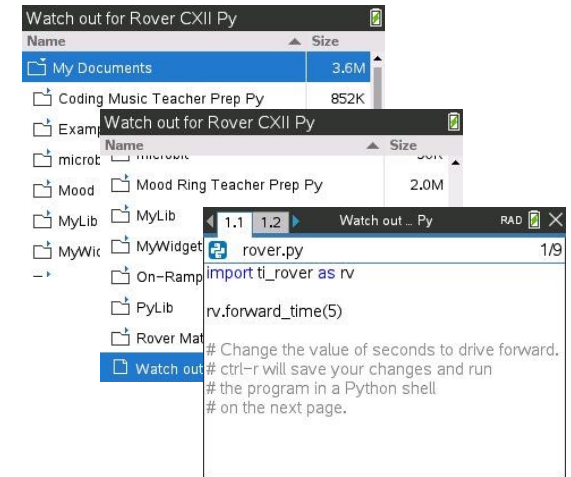 Watch out for Rover CXII Py
Name Size
My Documents 3.6M
Coding Music Teacher Prep Py 852K
Watch out for Rover CXII Py
Name Size
Mood
Mood Ring Teacher Prep Py 2.0M
MyLib
MyLib
MyWidget
On-Ramp
PyLib
Rover Mat
Watch out
1.1 1.2 Watch out ... Py RAD
rover.py 1/9
import ti_rover as rv
rv.forward_time(5)
# Change the value of seconds to drive forward.
# ctrl-r will save your changes and run
# the program in a Python shell
# on the next page.